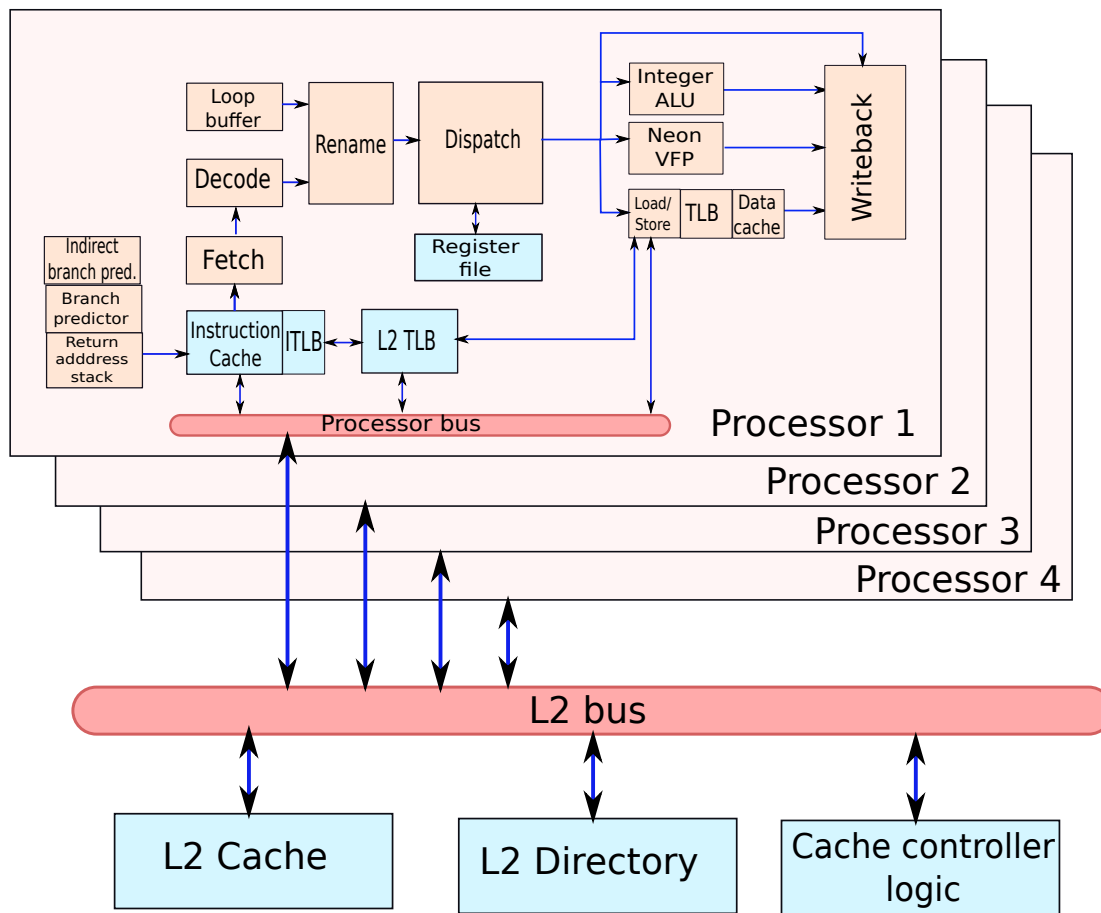 Loop
buffer
Rename
Dispatch
Integer
ALU
Neon
VFP
Writeback
Decode
Load/
Store
TLB
Data
cache
Indirect
branch pred.
Fetch
Register
file
Branch
predictor
Return
adddress
stack
Instruction
Cache
ITLB
L2 TLB
Processor bus
Processor 1
Processor 2
Processor 3
Processor 4
L2 bus
L2 Cache
L2 Directory
Cache controller
logic